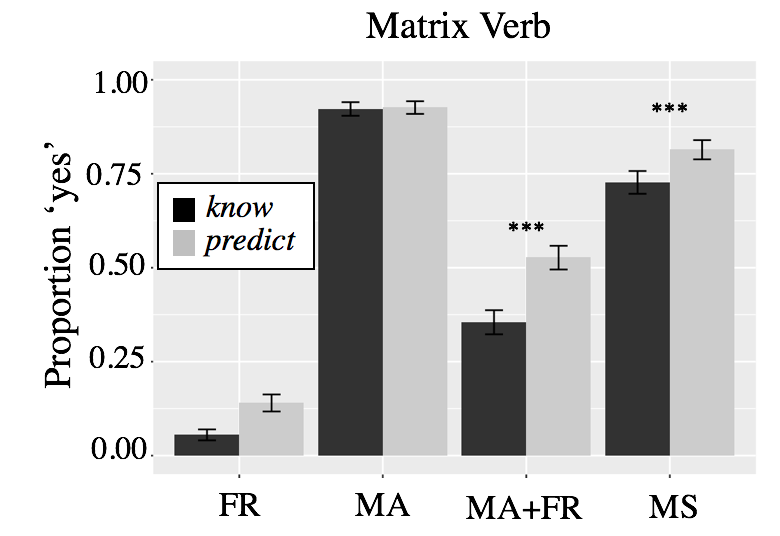 Matrix Verb
Proportion ‘yes’
1.00
0.75
0.50
0.25
0.00
know
predict
***
***
FR MA MA+FR MS